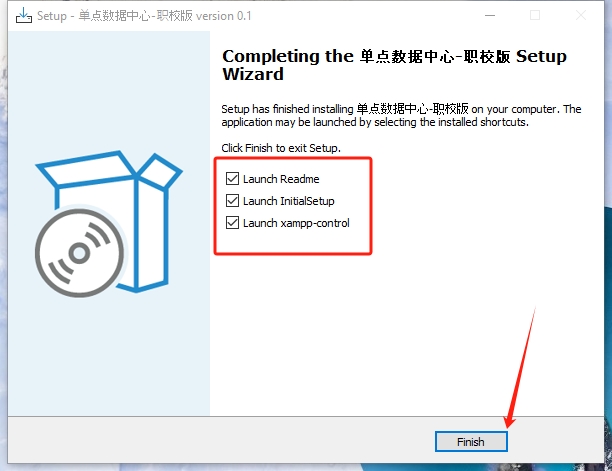 Setup - 单点数据中心-职校版 version 0.1
Completing the 单点数据中心-职校版 Setup
Wizard
Setup has finished installing 单点数据中心-职校版 on your computer. The
application may be launched by selecting the installed shortcuts.
Click Finish to exit Setup.
Launch Readme
Launch InitialSetup
Launch xampp-control
Finish